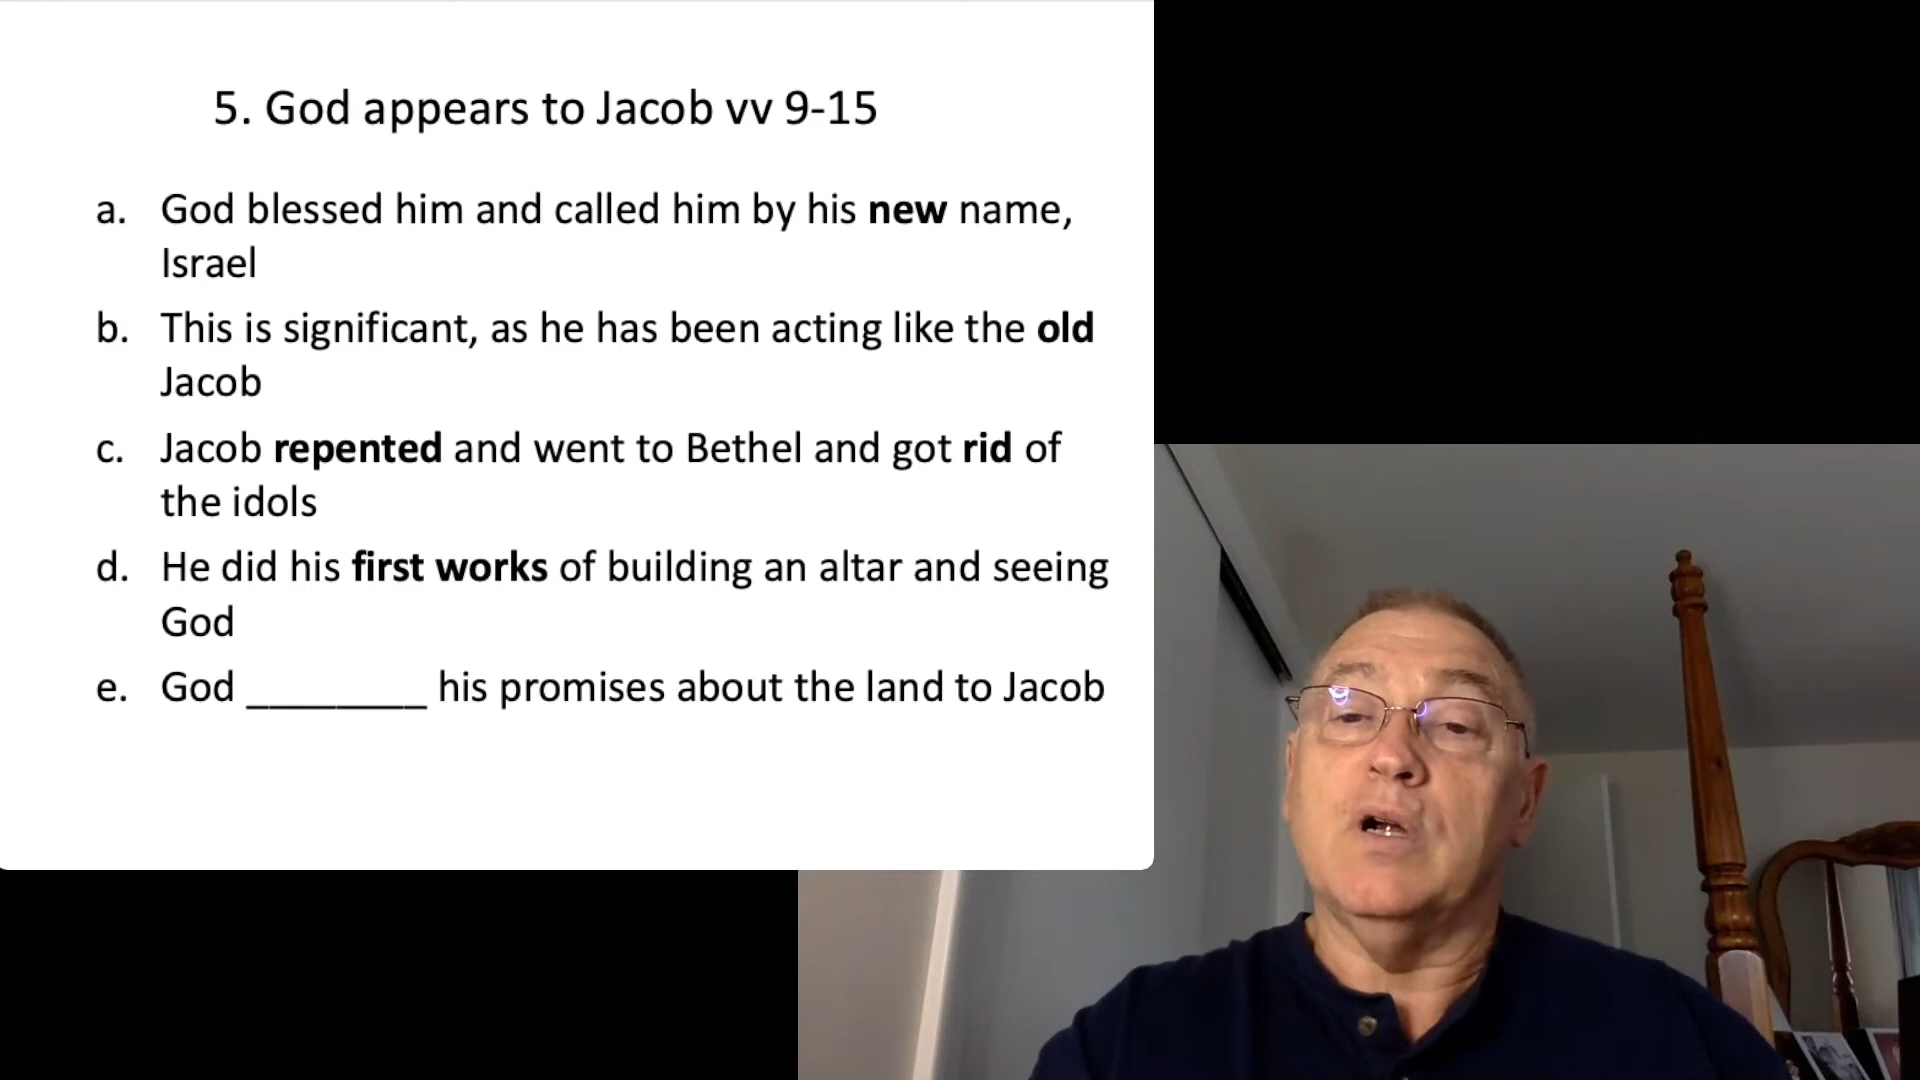 5. God appears to Jacob vv 9-15
a. God blessed him and called him by his new name,
Israel
b. This is significant, as he has been acting like the old
Jacob
c. Jacob repented and went to Bethel and got rid of
the idols
d. He did his first works of building an altar and seeing
God
e. God ________ his promises about the land to Jacob